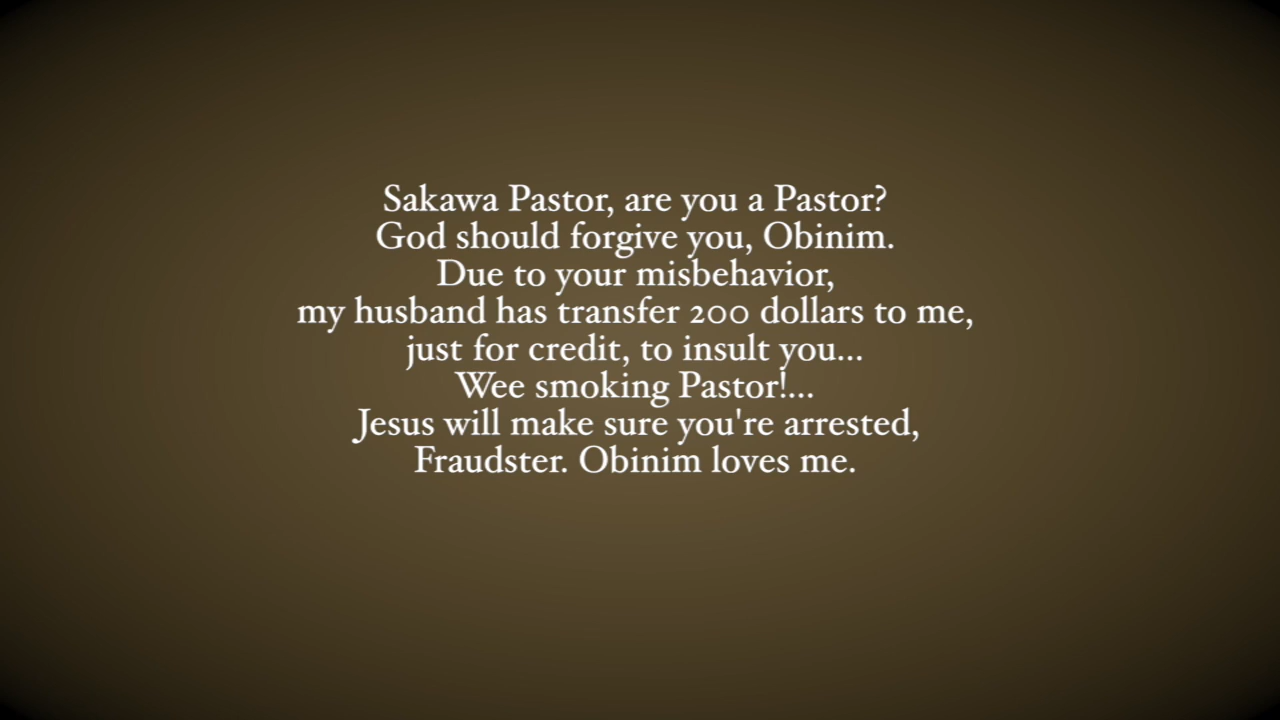 Sakawa Pastor, are you a Pastor?
God should forgive you, Obinim.
Due to your misbehavior,
my husband has transfer 200 dollars to me,
just for credit, to insult you...
Wee smoking Pastor!...
Jesus will make sure you're arrested,
Fraudster. Obinim loves me.